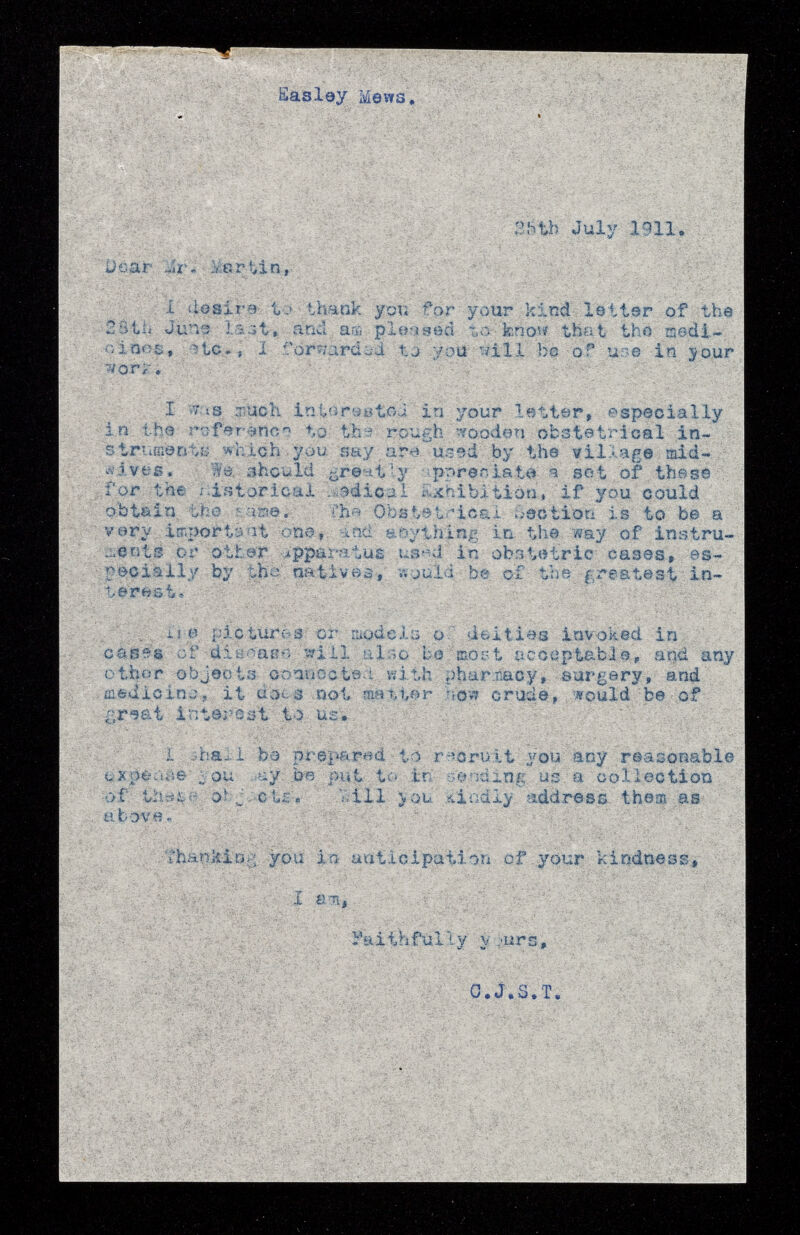 Easley Mews.
25th July 1911.
Dear Mr. Martin,
I desire to thank you for your kind letter of the
28th June last, and am pleased to know that the medi-
cines, etc., I forwarded to you will be of use in your
work.
I was much interested in your letter, especially
in the reference to the rough wooden obstetrical in-
struments which you say are used by the village mid-
wives. We should greatly appreciate a set of these
for the Historical Medical Exhibition, if you could
obtain the same. The Obstetrical Section is to be a
very important one, and anything in the way of instru-
ments or other apparatus used in obstetric cases, es-
pecially by the natives, would be of the greatest in-
terest.
The pictures or models of deities invoked in
cases of disease will also be most acceptable, and any
other objects connected with pharmacy, surgery, and
medicine, it does not matter how crude, would be of
great interest to us.
I shall be prepared to recruit you any reasonable
expense you may be put to in sending us a collection
of these objects. Will you kindly address them as
above.
Thanking you in anticipation of your kindness,
I am,
Faithfully yours,
C.J.S.T.